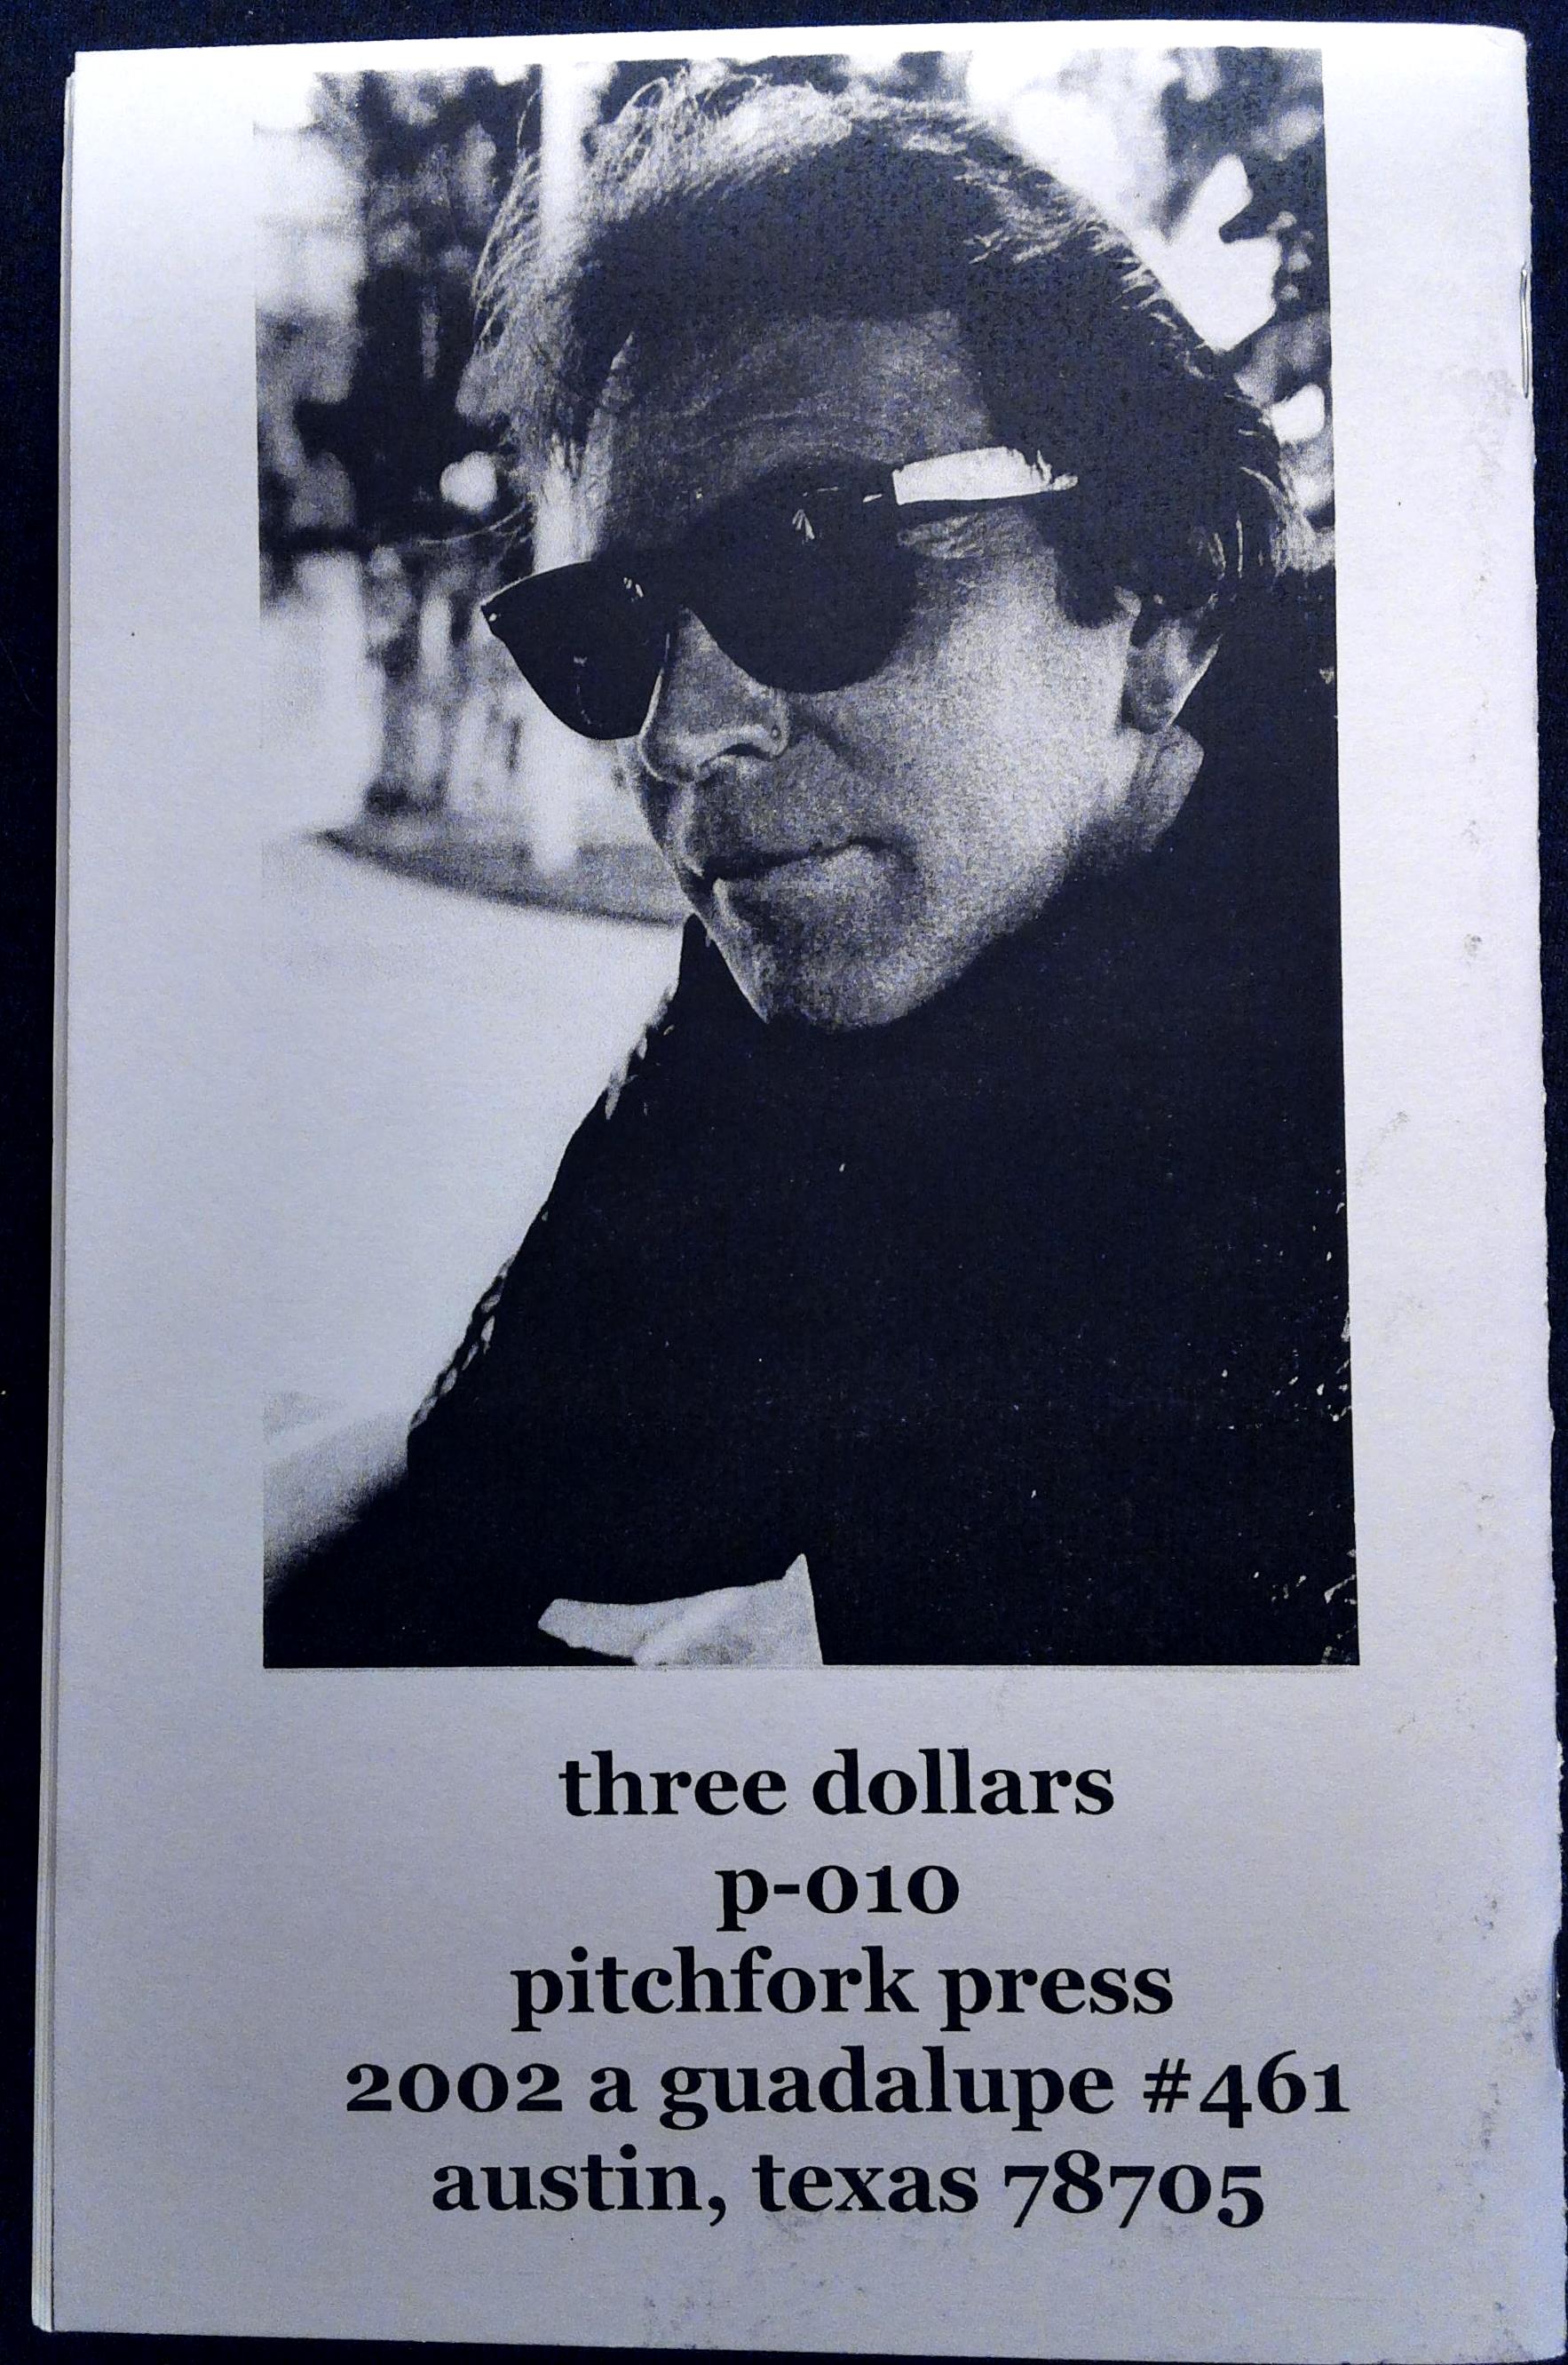 three dollars
p-010
pitchfork press
2002 a guadalupe #461
austin, texas 78705